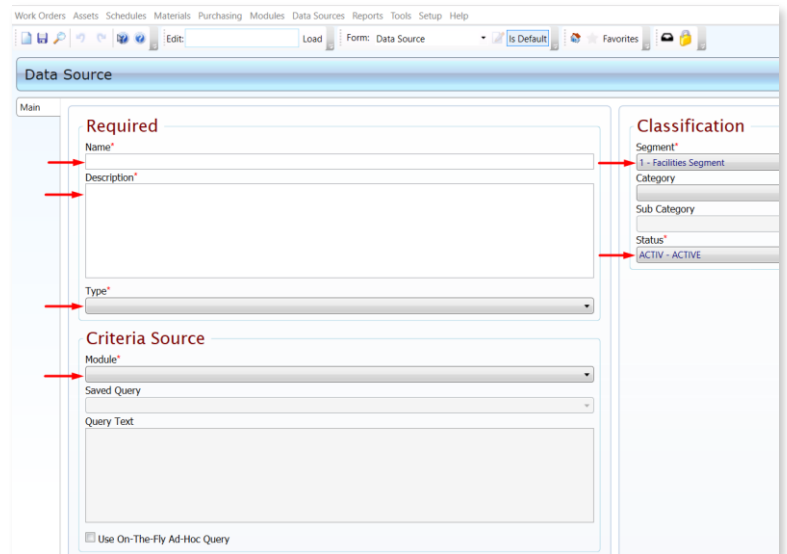 Work Orders Assets Schedules Materials Purchasing Modules Data Sources Reports Tools Setup Help
Edit: Load Form: Data Source Is Default Favorites
Data Source
Main
Required
Name*
Description*
Type*
Criteria Source
Module*
Saved Query
Query Text
Use On-The-Fly Ad-Hoc Query
Classification
Segment*
1 - Facilities Segment
Category
Sub Category
Status*
ACTIV - ACTIVE